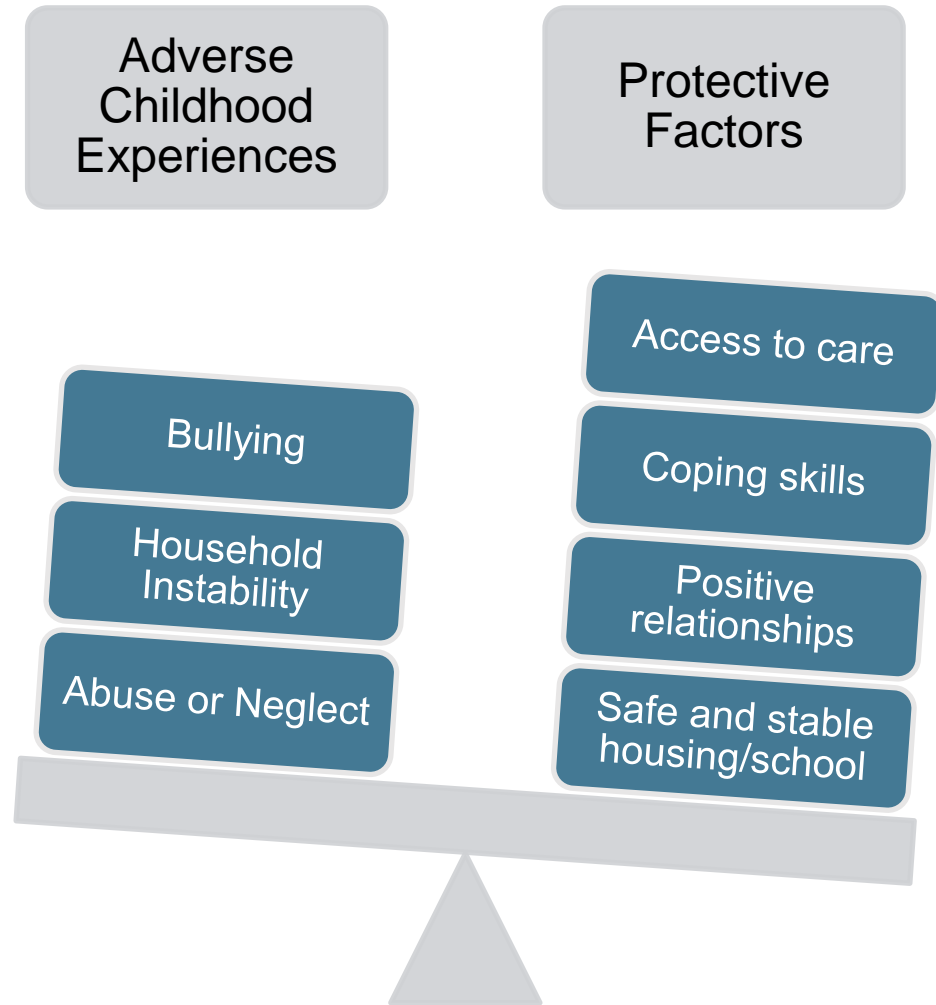 Adverse
Childhood
Experiences
Protective
Factors
Bullying
Household
Instability
Abuse or Neglect
Access to care
Coping skills
Positive
relationships
Safe and stable
housing/school